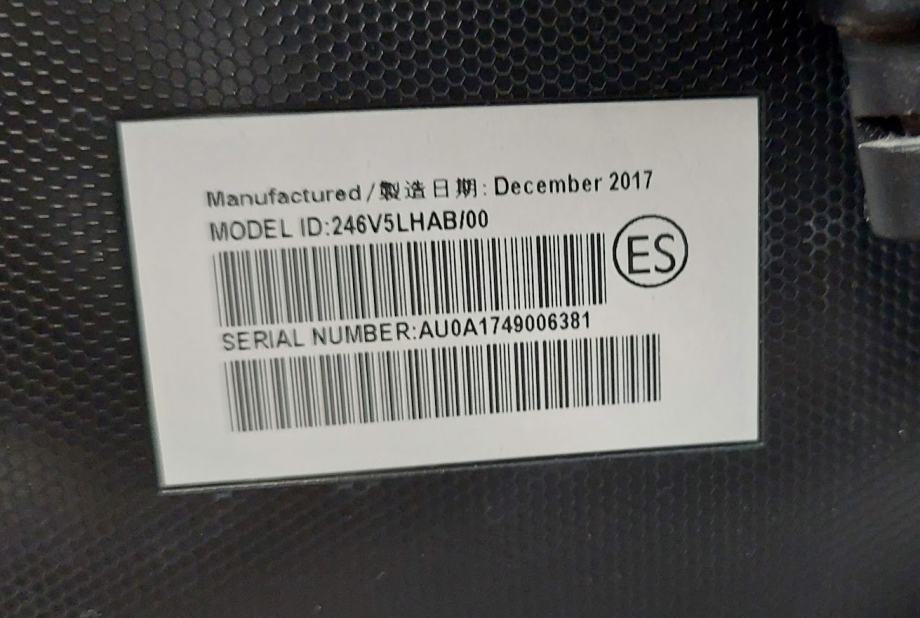 Manufactured/製造日期: December 2017
MODEL ID:246V5LHAB/00
ES
SERIAL NUMBER:AU0A1749006381